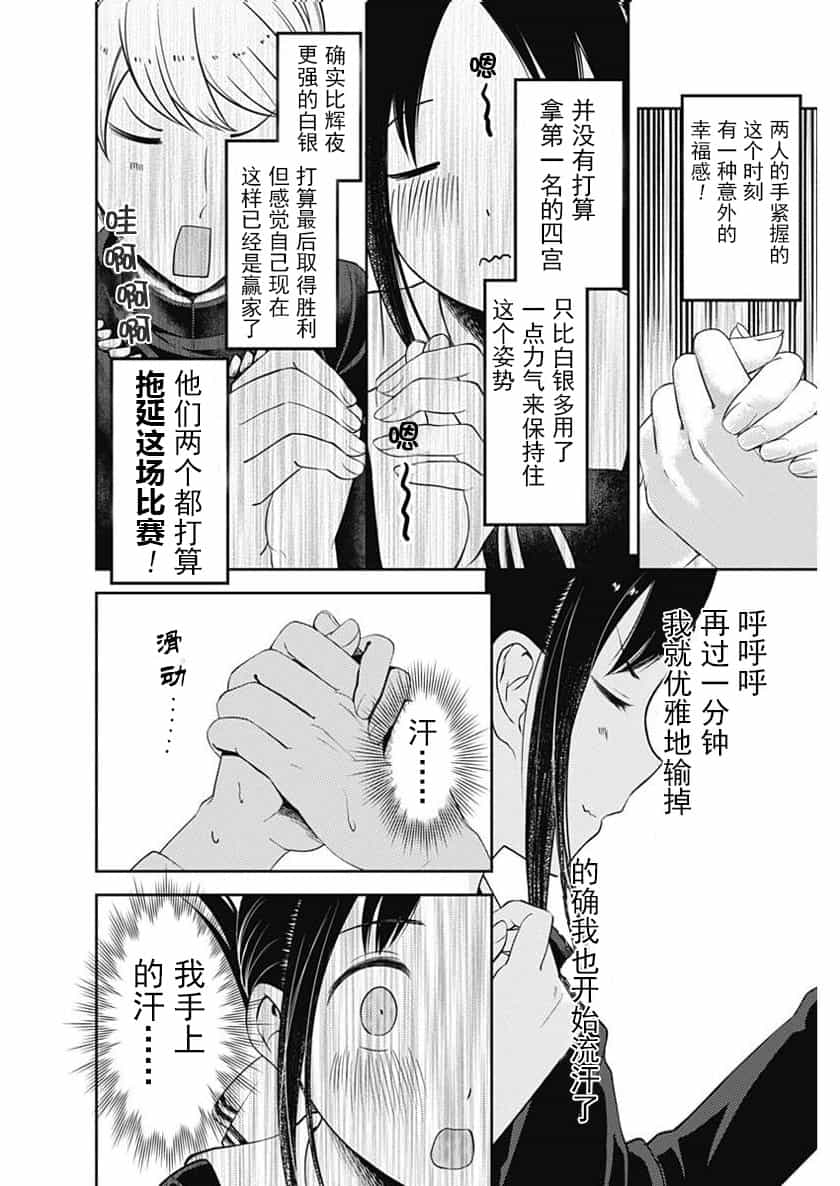 两人的手紧握的
这个时刻
有一种意外的
幸福感！
并没有打算
拿第一名的四宫
只比白银多用了
一点力气来保持住
这个姿势
嗯
嗯
确实比辉夜
更强的白银
打算最后取得胜利
但感觉自己现在
这样已经是赢家了
哇啊啊啊
他们两个都打算
拖延这场比赛！
呼呼呼
再过一分钟
我就优雅地输掉
的确我也开始流汗了
汗……
滑动……
我手上
的汗……